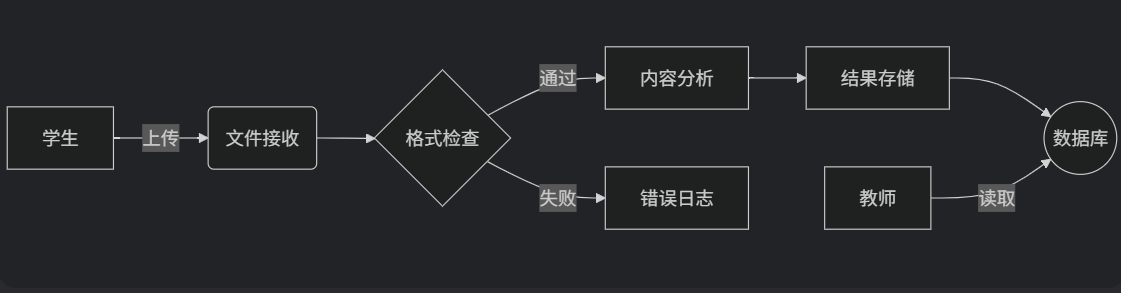 学生
上传
文件接收
格式检查
通过
内容分析
结果存储
失败
错误日志
教师
读取
数据库